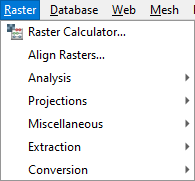 Raster Database Web Mesh
Raster Calculator...
Align Rasters...
Analysis
Projections
Miscellaneous
Extraction
Conversion